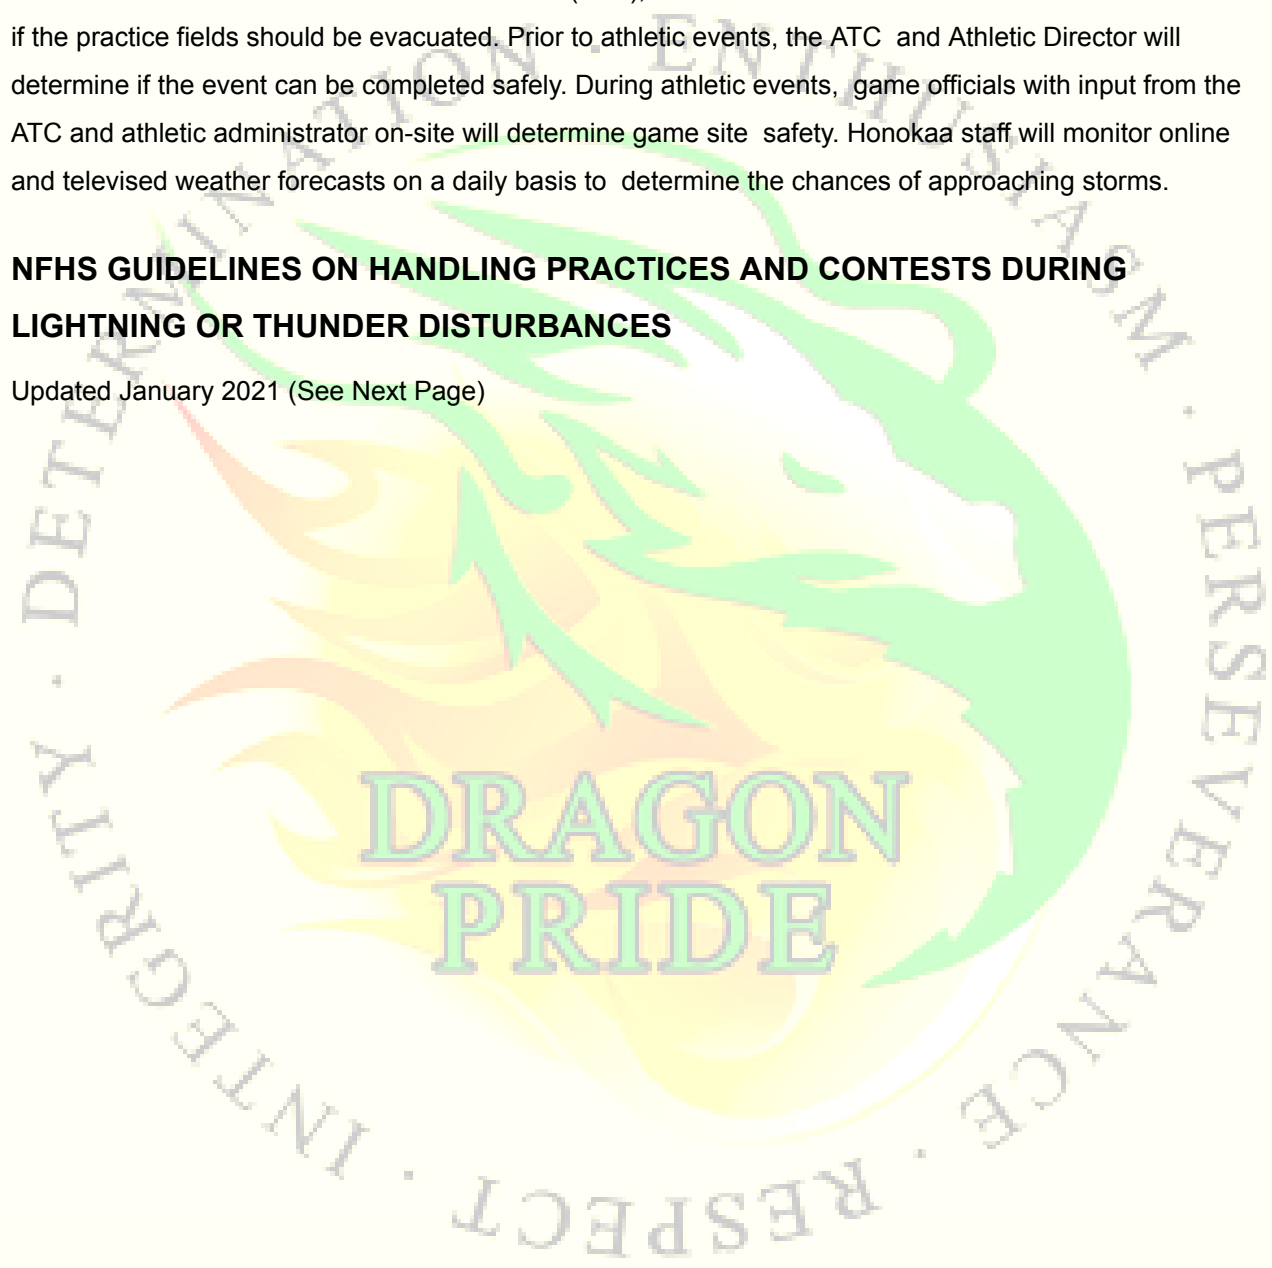 if the practice fields should be evacuated. Prior to athletic events, the ATC and Athletic Director will
determine if the event can be completed safely. During athletic events, game officials with input from the
ATC and athletic administrator on-site will determine game site safety. Honokaa staff will monitor online
and televised weather forecasts on a daily basis to determine the chances of approaching storms.
NFHS GUIDELINES ON HANDLING PRACTICES AND CONTESTS DURING
LIGHTNING OR THUNDER DISTURBANCES
Updated January 2021 (See Next Page)
DETERMINATION · ENTHUSIASM · PERSEVERANCE · RESPECT · INTEGRITY ·
DRAGON
PRIDE